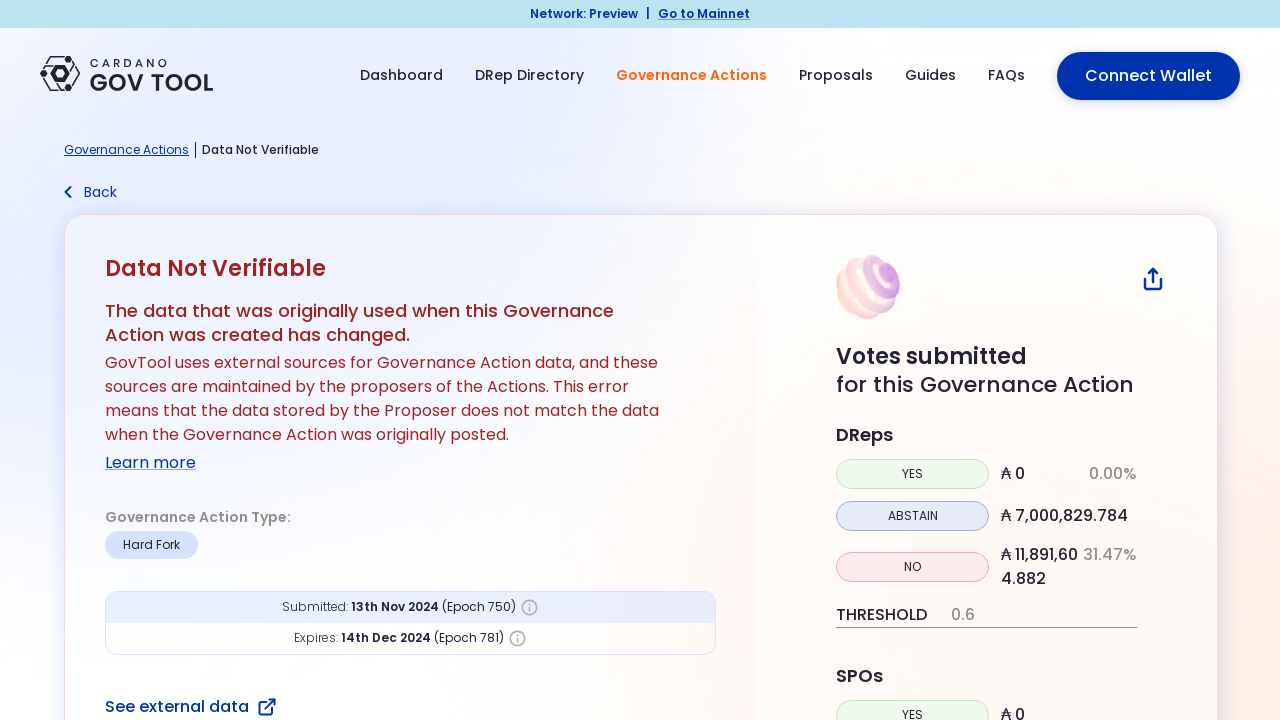 Network: Preview | Go to Mainnet
CARDANO
GOV TOOL
Dashboard
DRep Directory
Governance Actions
Proposals
Guides
FAQs
Connect Wallet
Governance Actions | Data Not Verifiable
Back
Data Not Verifiable
The data that was originally used when this Governance
Action was created has changed.
GovTool uses external sources for Governance Action data, and these
sources are maintained by the proposers of the Actions. This error
means that the data stored by the Proposer does not match the data
when the Governance Action was originally posted.
Learn more
Governance Action Type:
Hard Fork
Submitted: 13th Nov 2024 (Epoch 750)
Expires: 14th Dec 2024 (Epoch 781)
See external data
Votes submitted
for this Governance Action
DReps
YES ₳ 0 0.00%
ABSTAIN ₳ 7,000,829.784
NO ₳ 11,891,60 31.47%
4.882
THRESHOLD 0.6
SPOs
YES ₳ 0